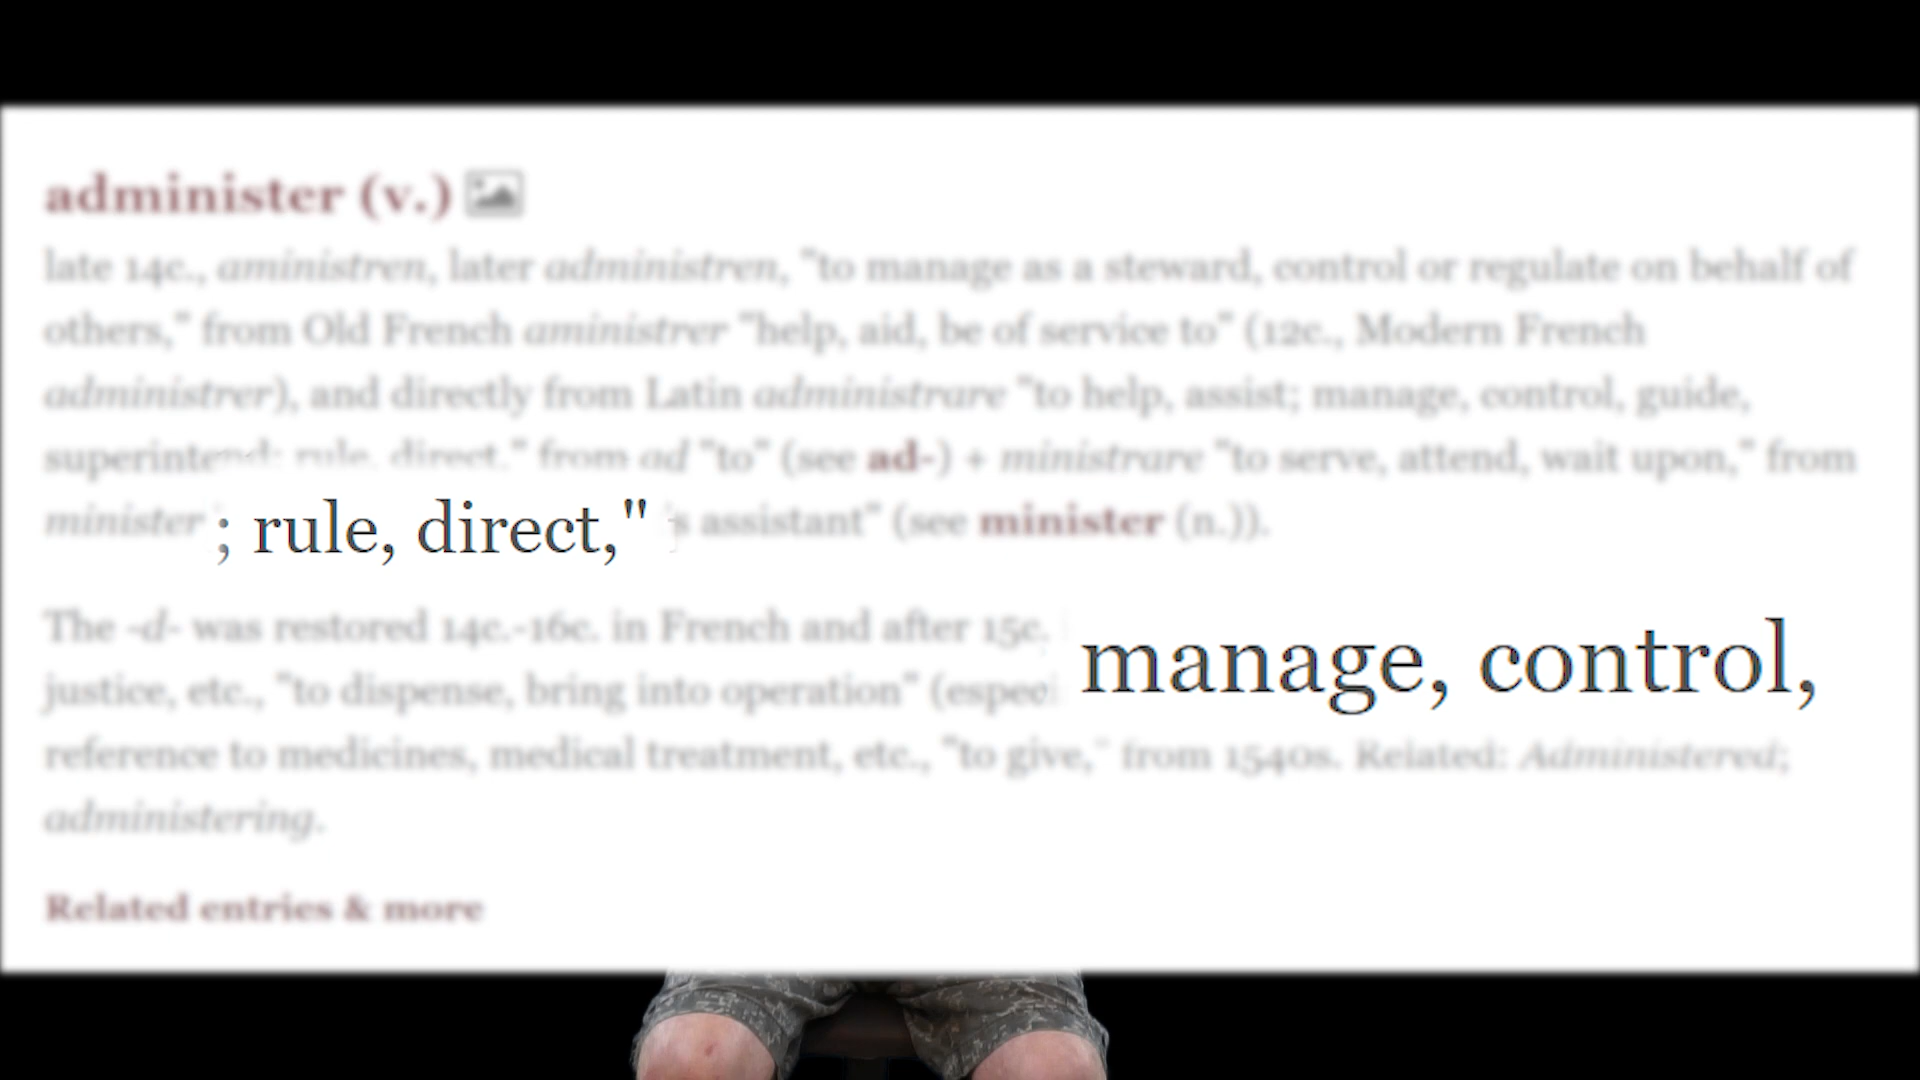 administer (v.)
late 14c., aministren, later administren, "to manage as a steward, control or regulate on behalf of
others," from Old French aministrer "help, aid, be of service to" (12c., Modern French
administrer), and directly from Latin administrare "to help, assist; manage, control, guide,
superintend; rule, direct," from ad "to" (see ad-) + ministrare "to serve, attend, wait upon," from
minister 's assistant" (see minister (n.)).
; rule, direct,"
The -d- was restored 14c.-16c. in French and after 15c.
manage, control,
justice, etc., "to dispense, bring into operation"
reference to medicines, medical treatment, etc., "to give," from 1540s. Related: Administered;
administering.
Related entries & more